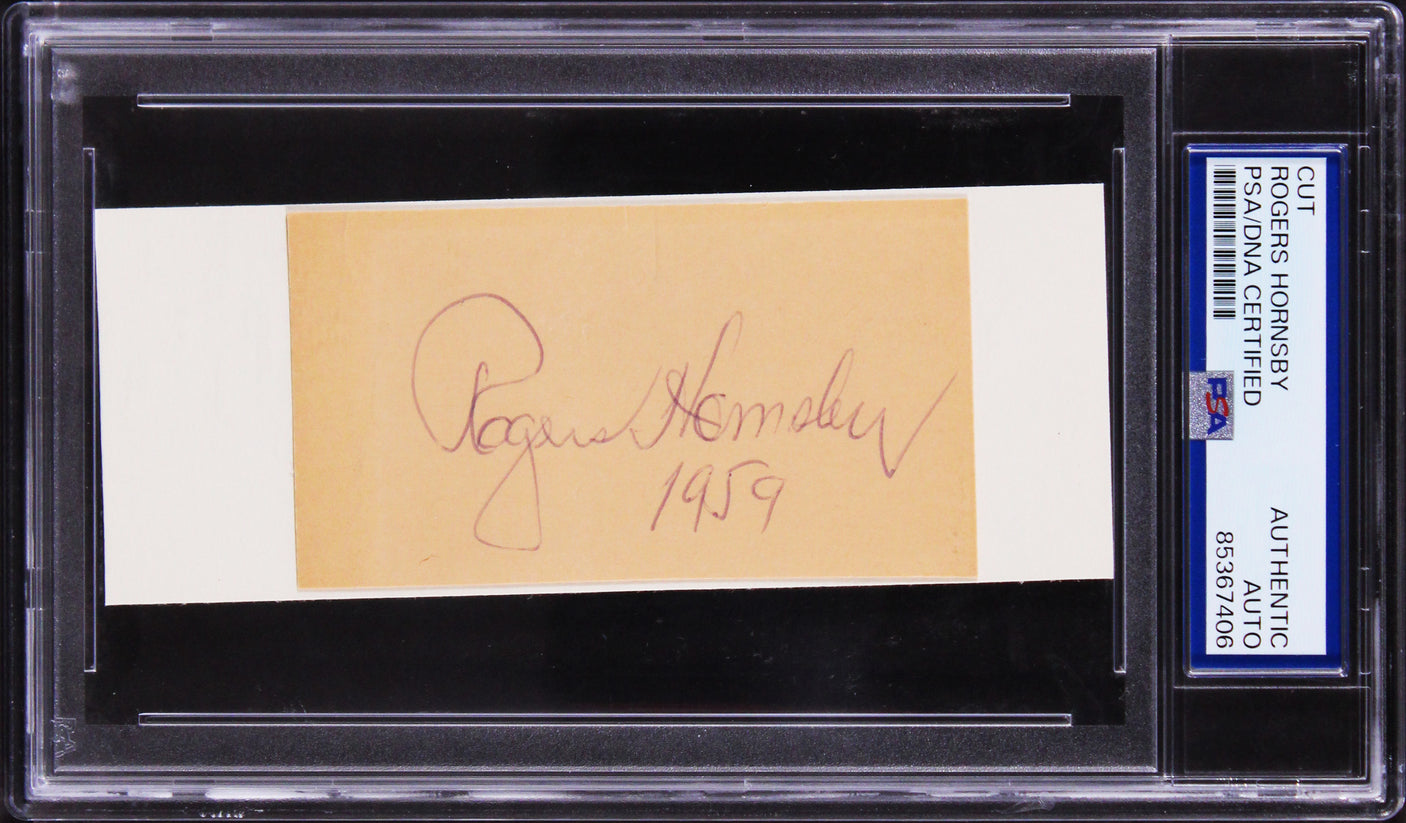 Rogers Hornsby
1959
CUT
ROGERS HORNSBY
PSA/DNA CERTIFIED
AUTHENTIC
AUTO
85367406
PSA